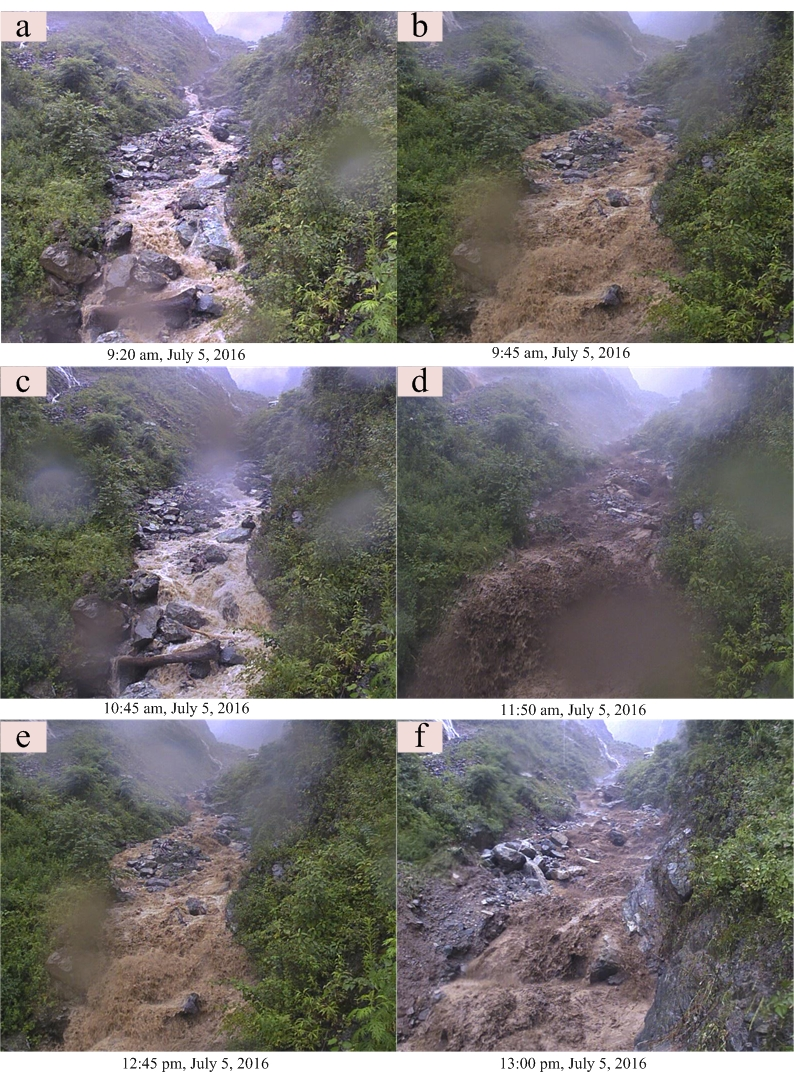 a
b
9:20 am, July 5, 2016
9:45 am, July 5, 2016
c
d
10:45 am, July 5, 2016
11:50 am, July 5, 2016
e
f
12:45 pm, July 5, 2016
13:00 pm, July 5, 2016